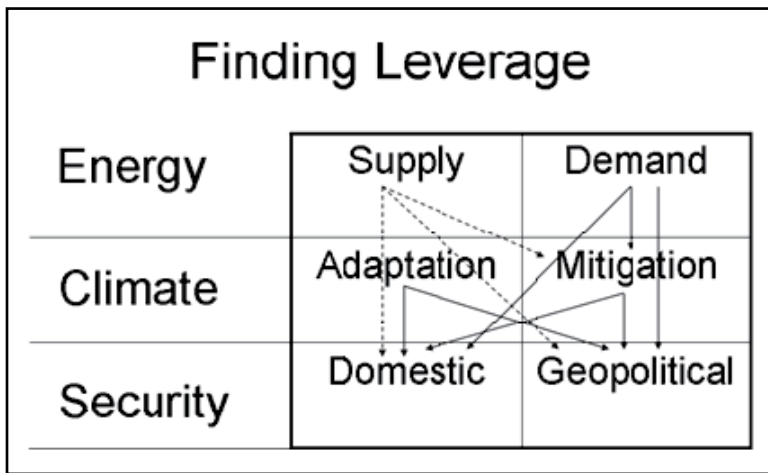 Finding Leverage
Energy Supply Demand
Climate Adaptation Mitigation
Security Domestic Geopolitical